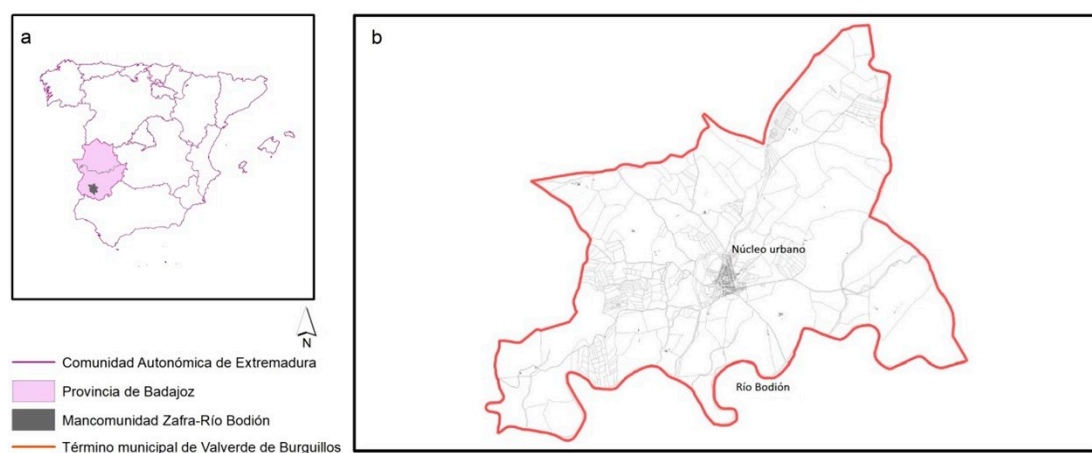 a
N
Comunidad Autonómica de Extremadura
Provincia de Badajoz
Mancomunidad Zafra-Río Bodión
Término municipal de Valverde de Burguillos
b
Núcleo urbano
Río Bodión